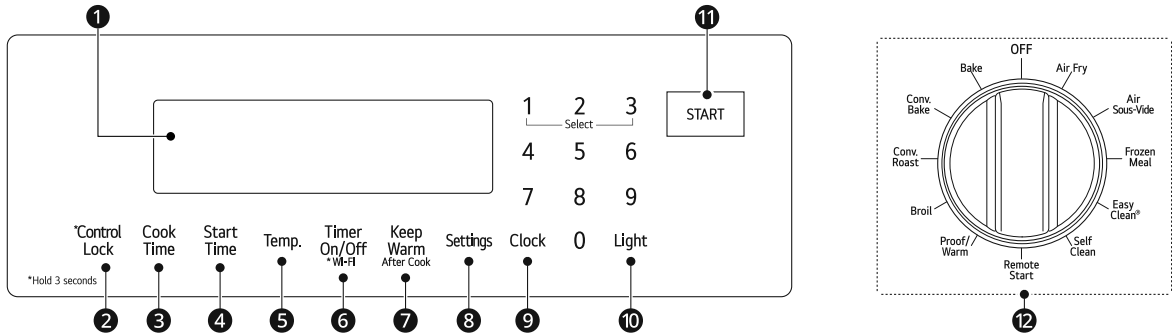 1
11
START
1 2 3
Select
4 5 6
7 8 9
0
*Control
Lock
Cook
Time
Start
Time
Temp.
Timer
On/Off
*Wi-Fi
Keep
Warm
After Cook
Settings
Clock
Light
*Hold 3 seconds
2
3
4
5
6
7
8
9
10
OFF
Air Fry
Air
Sous-Vide
Frozen
Meal
Easy
Clean®
Self
Clean
Remote
Start
Proof/
Warm
Broil
Conv.
Roast
Conv.
Bake
Bake
12